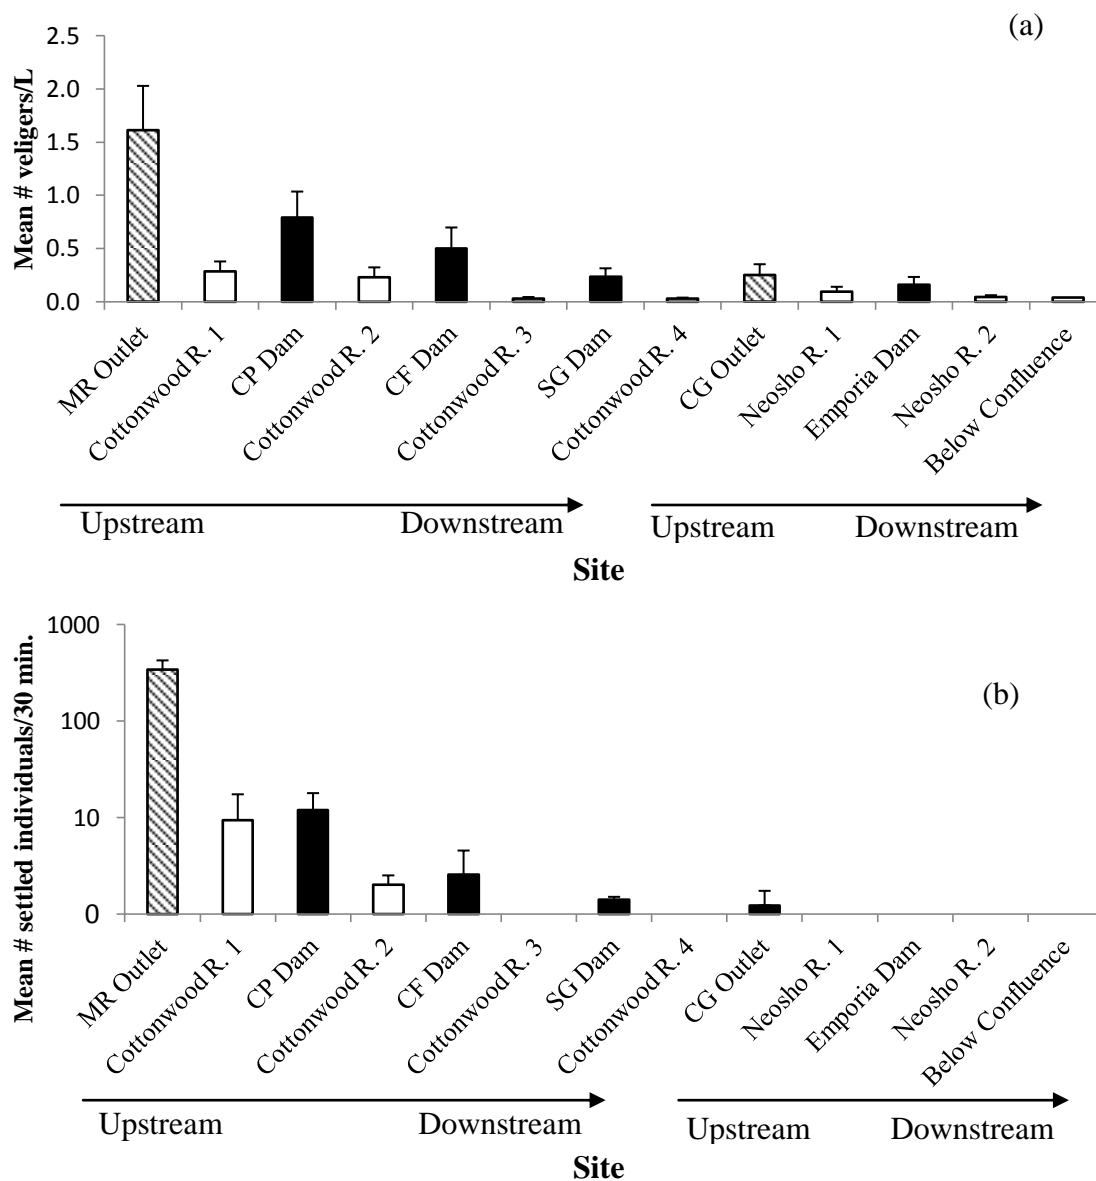 (a)
Mean # veligers/L
2.5
2.0
1.5
1.0
0.5
0.0
MR Outlet
Cottonwood R. 1
CP Dam
Cottonwood R. 2
CF Dam
Cottonwood R. 3
SG Dam
Cottonwood R. 4
CG Outlet
Neosho R. 1
Emporia Dam
Neosho R. 2
Below Confluence
Upstream Downstream Upstream Downstream
Site
(b)
Mean # settled individuals/30 min.
1000
100
10
0
MR Outlet
Cottonwood R. 1
CP Dam
Cottonwood R. 2
CF Dam
Cottonwood R. 3
SG Dam
Cottonwood R. 4
CG Outlet
Neosho R. 1
Emporia Dam
Neosho R. 2
Below Confluence
Upstream Downstream Upstream Downstream
Site